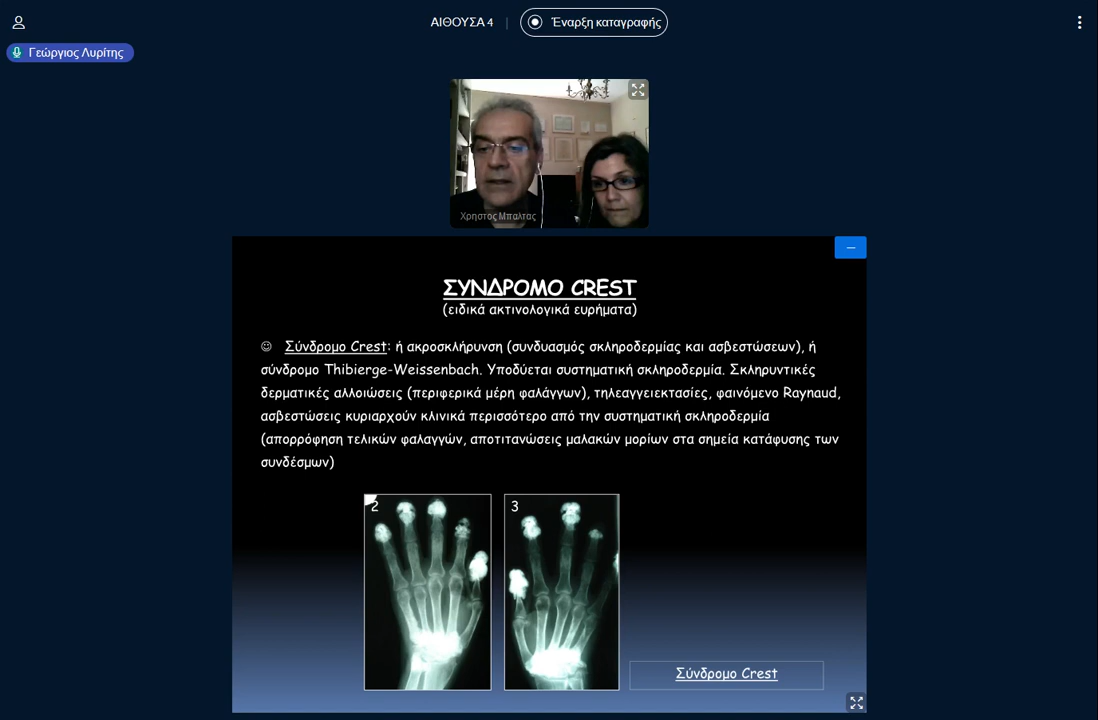 ΑΙΘΟΥΣΑ 4 | Έναρξη καταγραφής
Γεώργιος Λυρίτης
Χρηστος Μπαλτας
ΣΥΝΔΡΟΜΟ CREST
(ειδικά ακτινολογικά ευρήματα)
☺ Σύνδρομο Crest: ή ακροσκλήρυνση (συνδυασμός σκληροδερμίας και ασβεστώσεων), ή
σύνδρομο Thibierge-Weissenbach. Υποδύεται συστηματική σκληροδερμία. Σκληρυντικές
δερματικές αλλοιώσεις (περιφερικά μέρη φαλάγγων), τηλεαγγειεκτασίες, φαινόμενο Raynaud,
ασβεστώσεις κυριαρχούν κλινικά περισσότερο από την συστηματική σκληροδερμία
(απορρόφηση τελικών φαλαγγών, αποτιτανώσεις μαλακών μορίων στα σημεία κατάφυσης των
συνδέσμων)
2
3
Σύνδρομο Crest